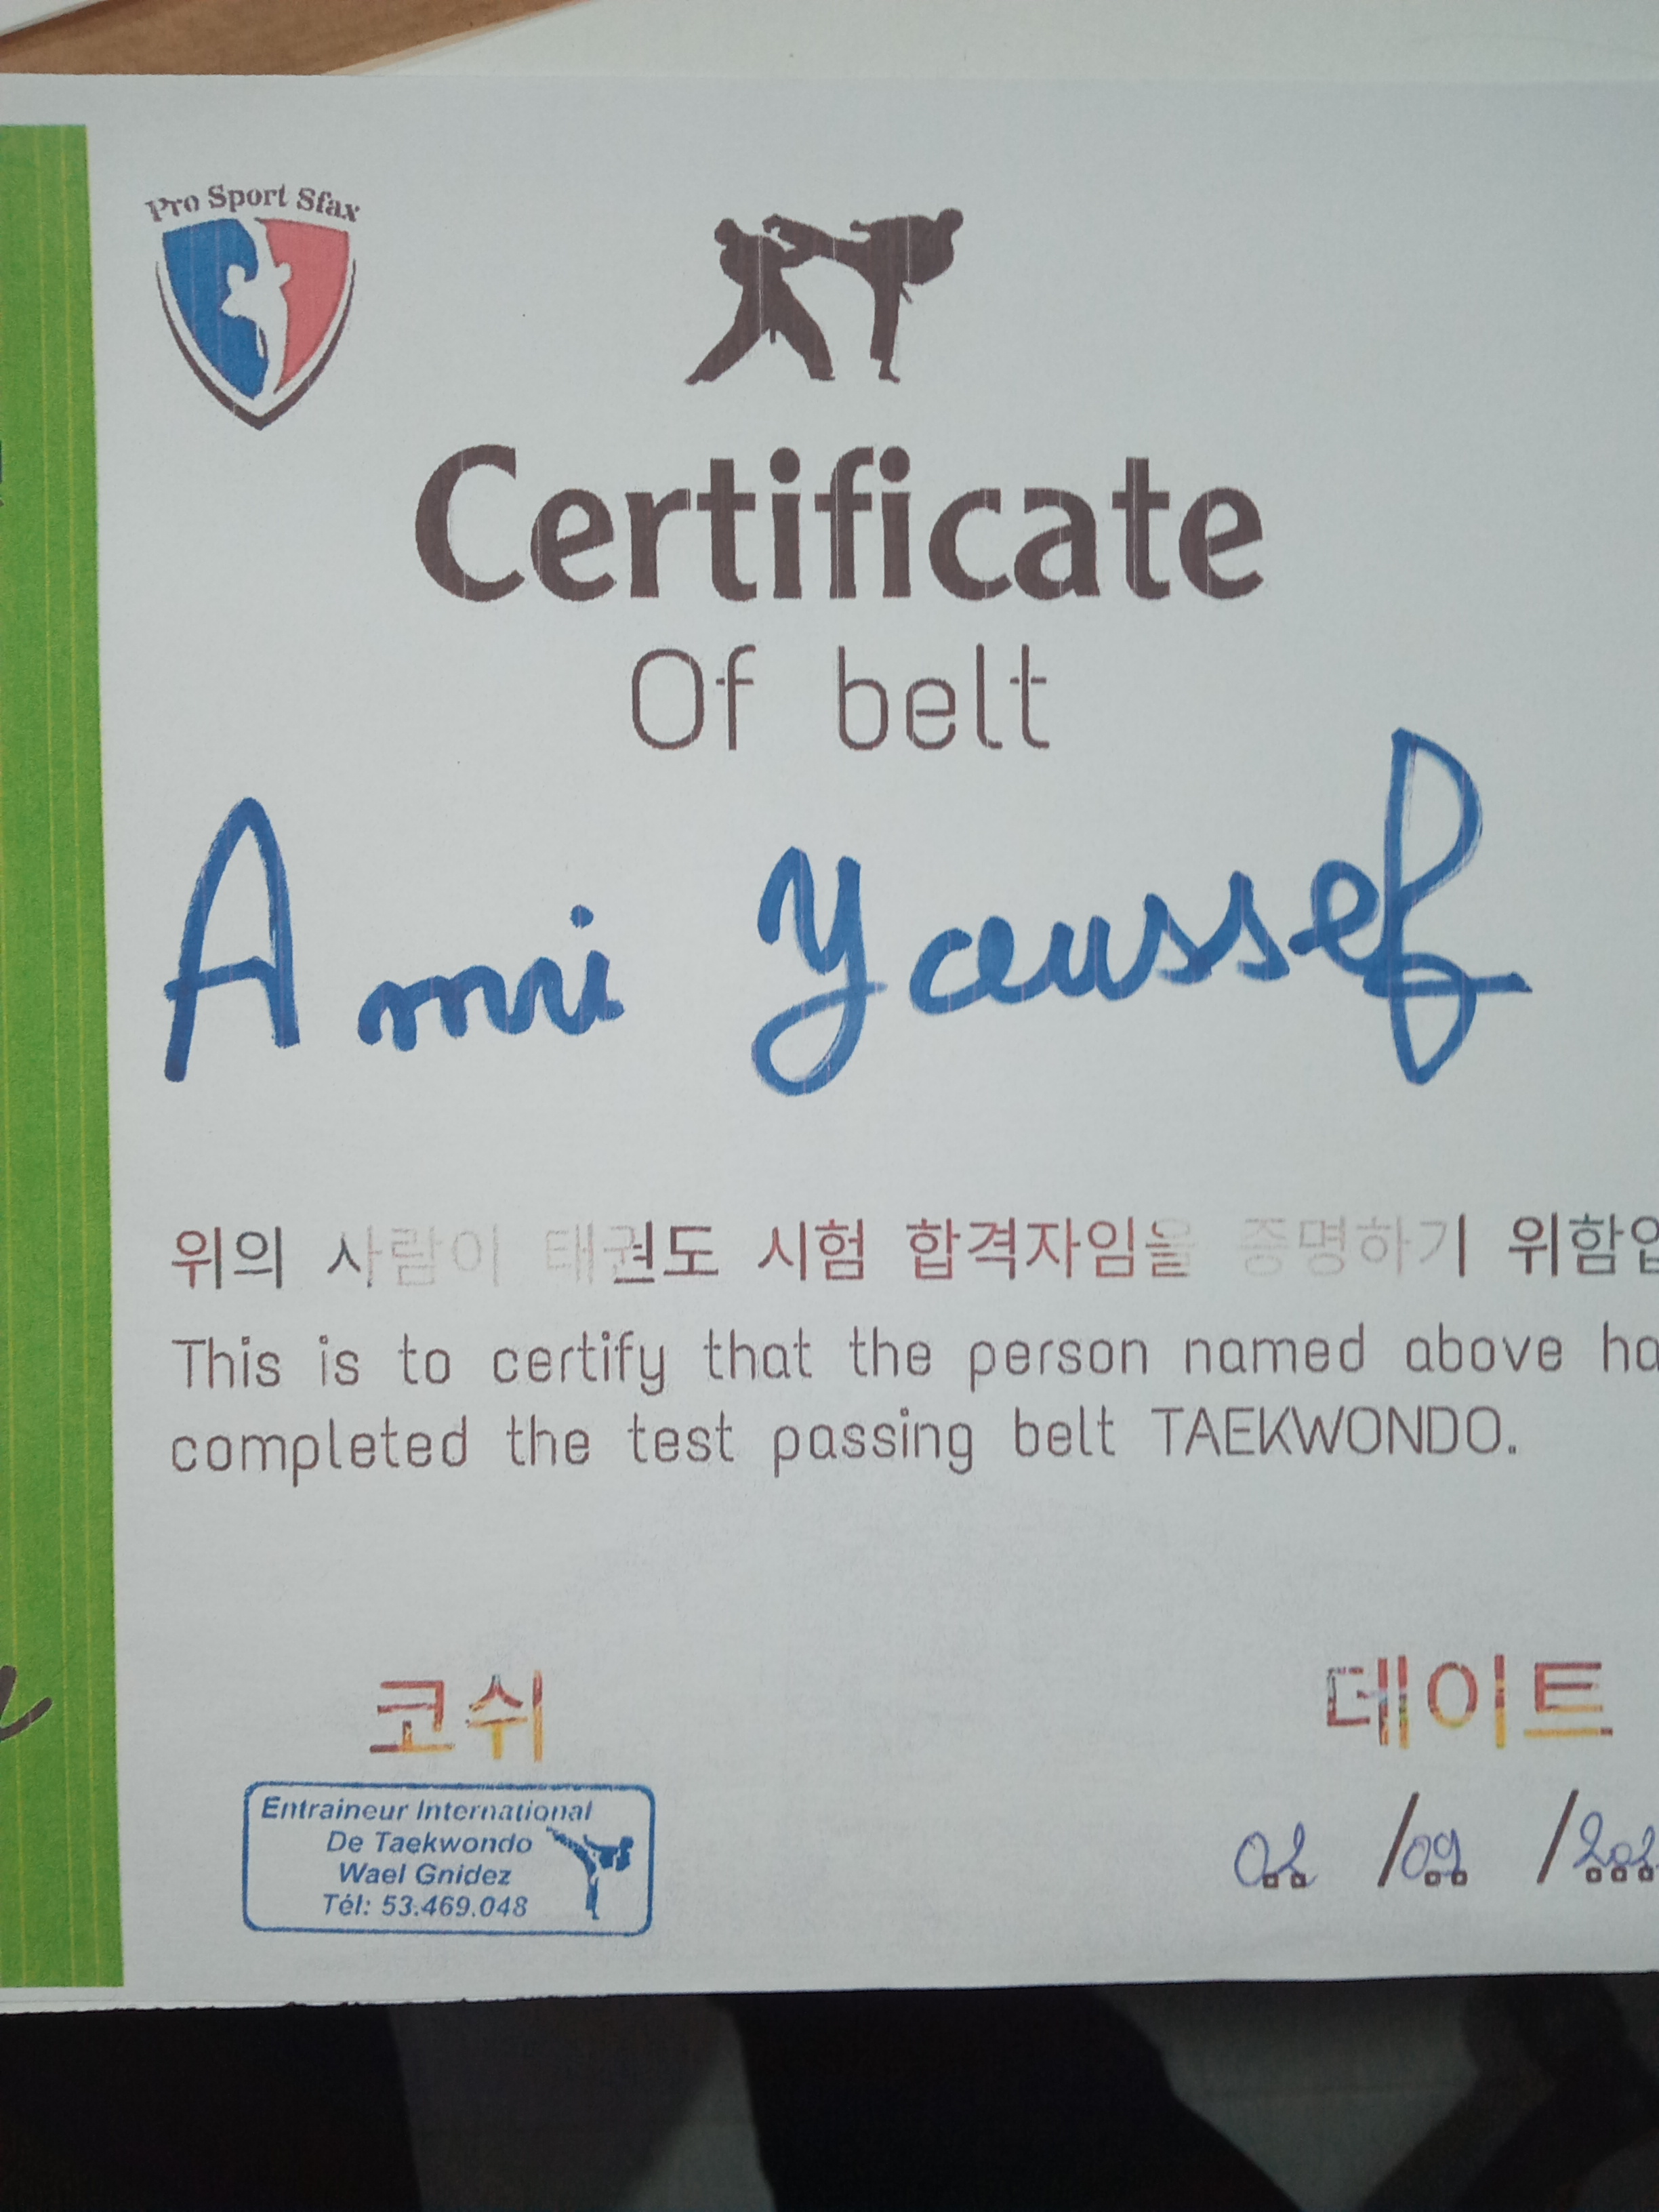 Pro Sport Sfax
Certificate
Of belt
Amri Youssef
위의 사람이 태권도 시험 합격자임을 증명하기 위함입
This is to certify that the person named above ha
completed the test passing belt TAEKWONDO.
코쉬
데이트
Entraineur International
De Taekwondo
Wael Gnidez
Tél: 53.469.048
/09 /202